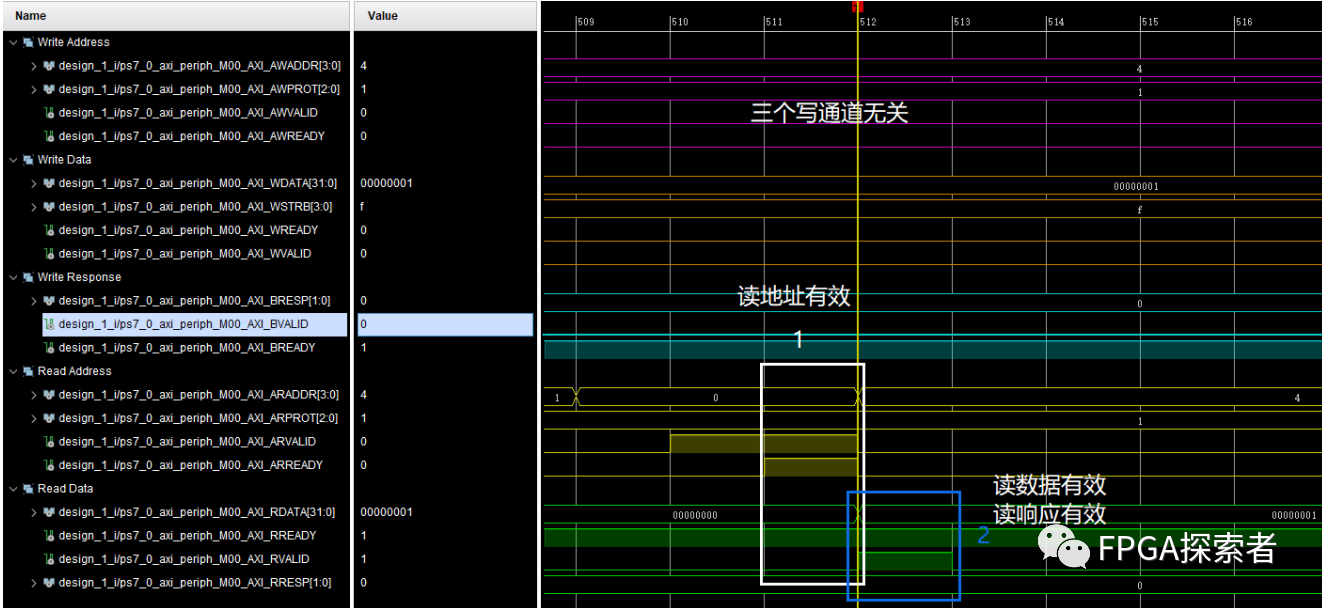 Name Value
509 510 511 512 513 514 515 516
Write Address
design_1_i/ps7_0_axi_periph_M00_AXI_AWADDR[3:0] 4 4
design_1_i/ps7_0_axi_periph_M00_AXI_AWPROT[2:0] 1 1
三个写通道无关
design_1_i/ps7_0_axi_periph_M00_AXI_AWVALID 0
design_1_i/ps7_0_axi_periph_M00_AXI_AWREADY 0
Write Data
design_1_i/ps7_0_axi_periph_M00_AXI_WDATA[31:0] 00000001 00000001
design_1_i/ps7_0_axi_periph_M00_AXI_WSTRB[3:0] f f
design_1_i/ps7_0_axi_periph_M00_AXI_WREADY 0
design_1_i/ps7_0_axi_periph_M00_AXI_WVALID 0
Write Response
读地址有效
design_1_i/ps7_0_axi_periph_M00_AXI_BRESP[1:0] 0 0
design_1_i/ps7_0_axi_periph_M00_AXI_BVALID 0
1
design_1_i/ps7_0_axi_periph_M00_AXI_BREADY 1
Read Address
design_1_i/ps7_0_axi_periph_M00_AXI_ARADDR[3:0] 4 1 0 4
design_1_i/ps7_0_axi_periph_M00_AXI_ARPROT[2:0] 1 1
design_1_i/ps7_0_axi_periph_M00_AXI_ARVALID 0
design_1_i/ps7_0_axi_periph_M00_AXI_ARREADY 0
Read Data
读数据有效
design_1_i/ps7_0_axi_periph_M00_AXI_RDATA[31:0] 00000001 00000000 00000001
读响应有效
design_1_i/ps7_0_axi_periph_M00_AXI_RREADY 1
2
FPGA探索者
design_1_i/ps7_0_axi_periph_M00_AXI_RVALID 1
design_1_i/ps7_0_axi_periph_M00_AXI_RRESP[1:0] 0 0